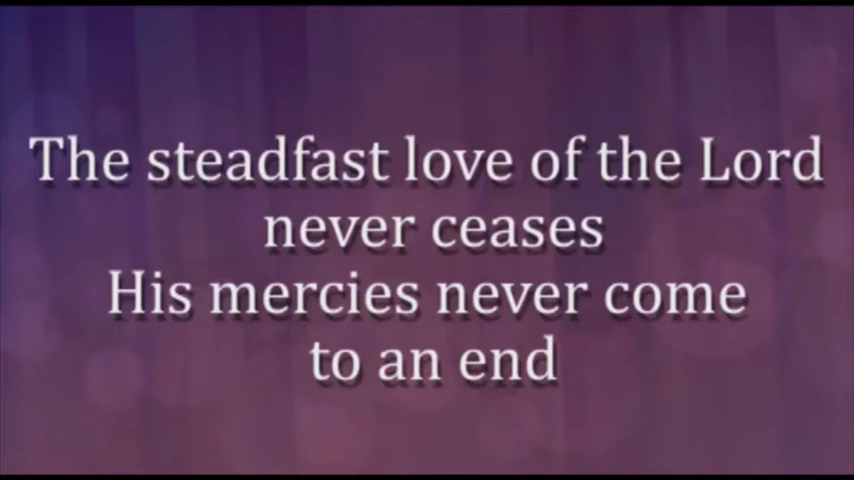 The steadfast love of the Lord
never ceases
His mercies never come
to an end